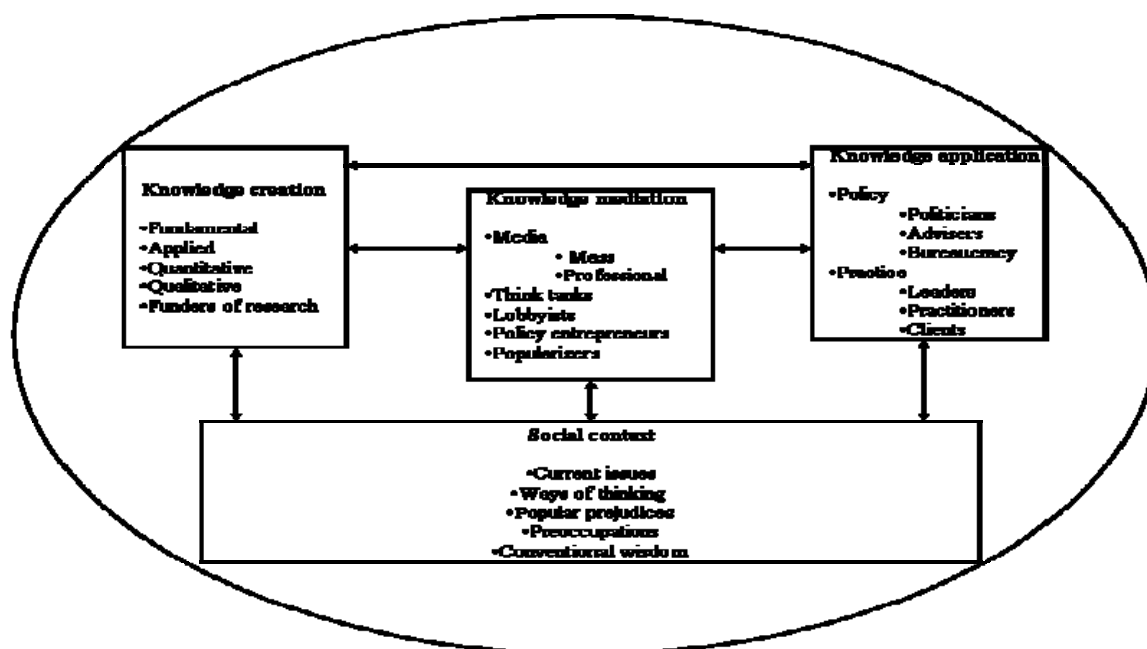 Knowledge creation
•Fundamental
•Applied
•Quantitative
•Qualitative
•Funders of research
Knowledge mediation
•Media
• Mass
•Professional
•Think tanks
•Lobbyists
•Policy entrepreneurs
•Popularizers
Knowledge application
•Policy
•Politicians
•Advisers
•Bureaucracy
•Practice
•Leaders
•Practitioners
•Clients
Social context
•Current issues
•Ways of thinking
•Popular prejudices
•Preoccupations
•Conventional wisdom